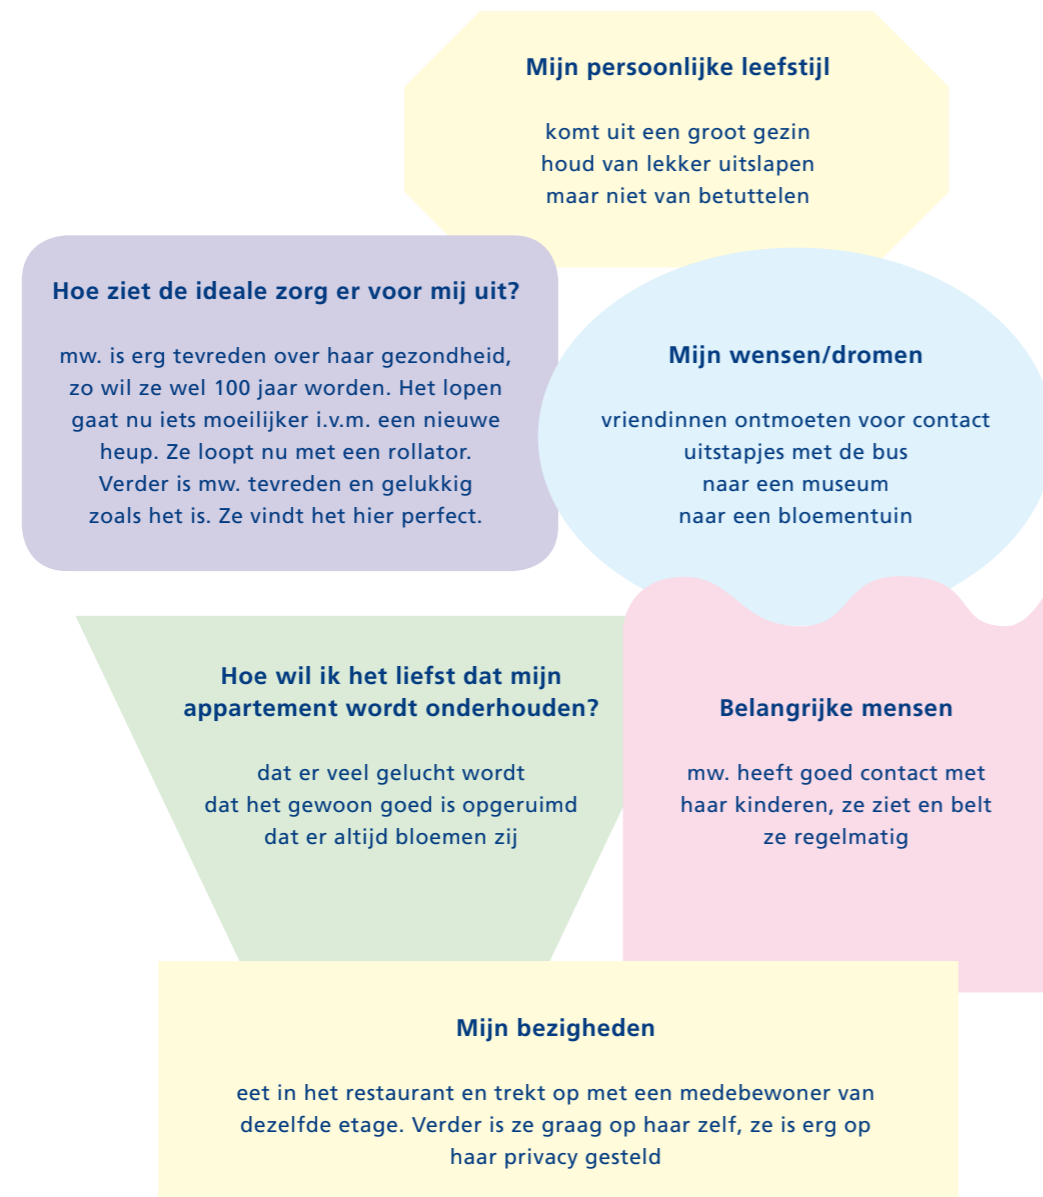 Mijn persoonlijke leefstijl
komt uit een groot gezin
houd van lekker uitslapen
maar niet van betuttelen
Hoe ziet de ideale zorg er voor mij uit?
mw. is erg tevreden over haar gezondheid,
zo wil ze wel 100 jaar worden. Het lopen
gaat nu iets moeilijker i.v.m. een nieuwe
heup. Ze loopt nu met een rollator.
Verder is mw. tevreden en gelukkig
zoals het is. Ze vindt het hier perfect.
Mijn wensen/dromen
vriendinnen ontmoeten voor contact
uitstapjes met de bus
naar een museum
naar een bloementuin
Hoe wil ik het liefst dat mijn
appartement wordt onderhouden?
dat er veel gelucht wordt
dat het gewoon goed is opgeruimd
dat er altijd bloemen zij
Belangrijke mensen
mw. heeft goed contact met
haar kinderen, ze ziet en belt
ze regelmatig
Mijn bezigheden
eet in het restaurant en trekt op met een medebewoner van
dezelfde etage. Verder is ze graag op haar zelf, ze is erg op
haar privacy gesteld